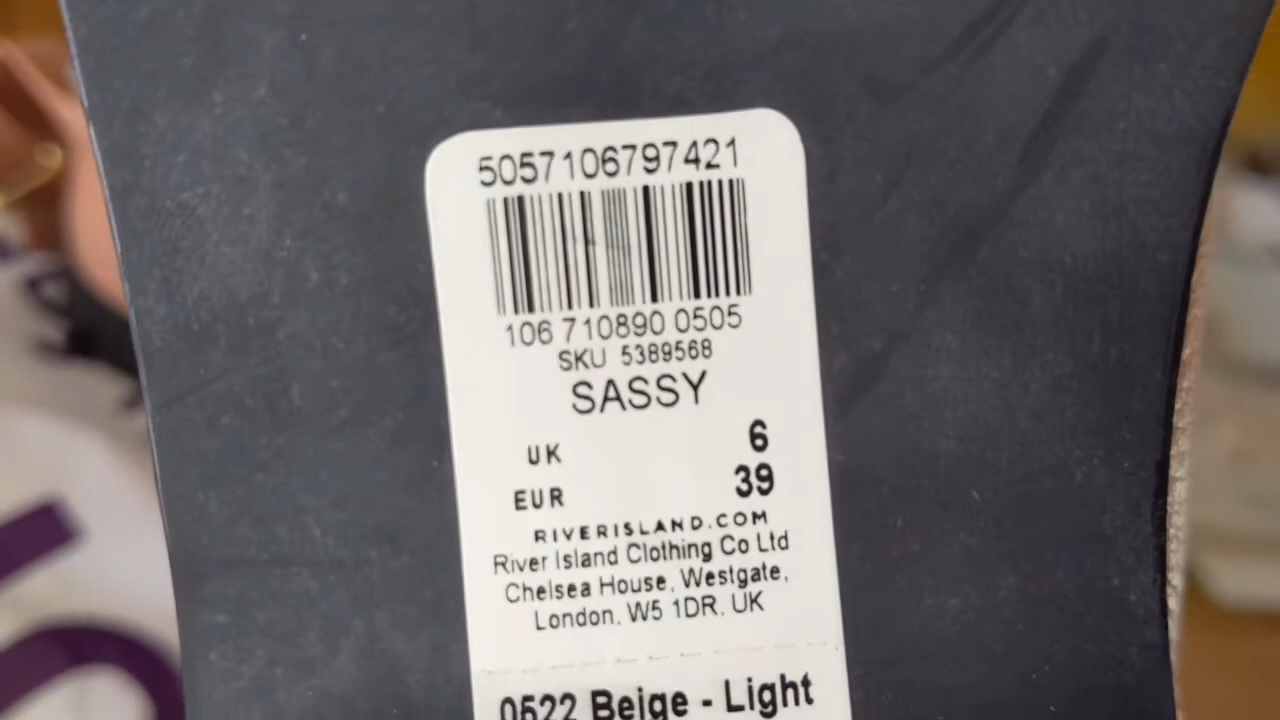 5057106797421
106 710890 0505
SKU 5389568
SASSY
UK 6
EUR 39
RIVERISLAND.COM
River Island Clothing Co Ltd
Chelsea House, Westgate,
London, W5 1DR, UK
0522 Beige - Light